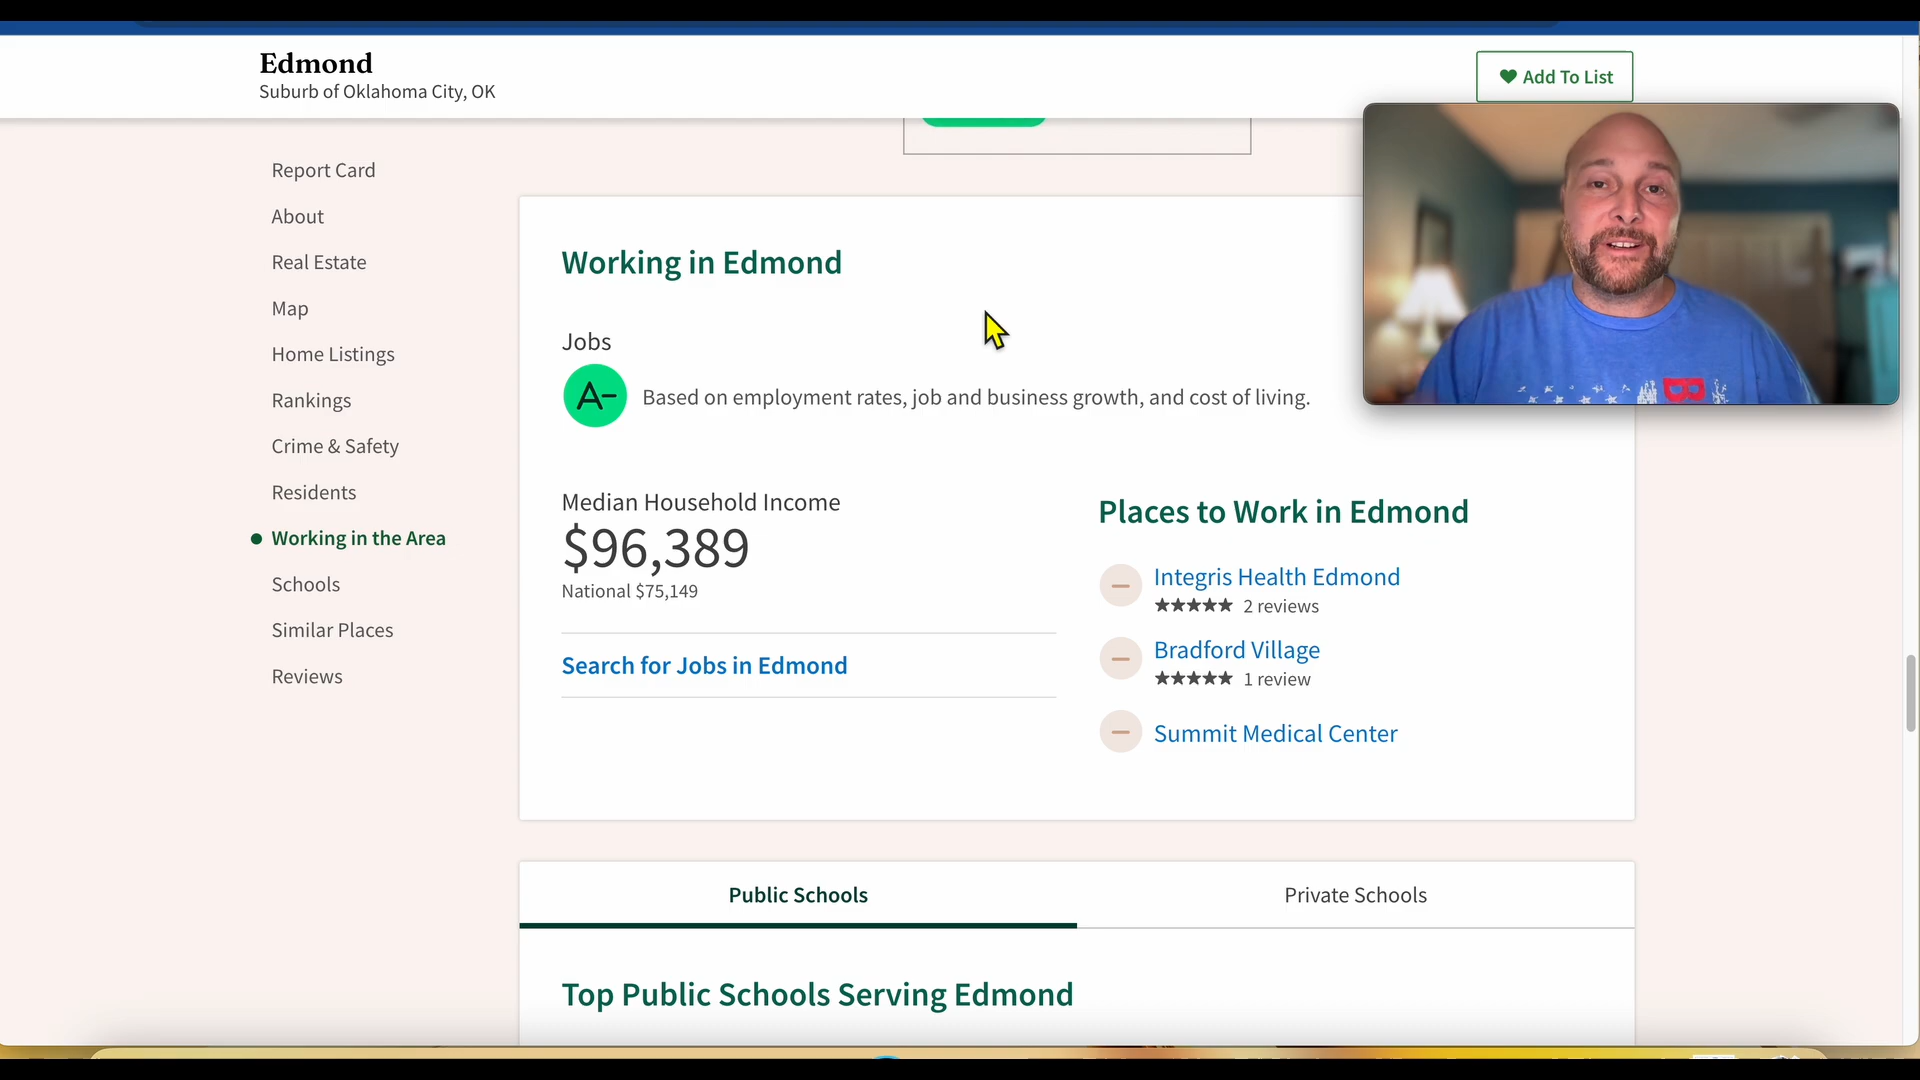 Edmond
Suburb of Oklahoma City, OK
Add To List
Report Card
About
Real Estate
Map
Home Listings
Rankings
Crime & Safety
Residents
Working in the Area
Schools
Similar Places
Reviews
Working in Edmond
Jobs
A-
Based on employment rates, job and business growth, and cost of living.
Median Household Income
$96,389
National $75,149
Search for Jobs in Edmond
Places to Work in Edmond
Integris Health Edmond
★★★★★ 2 reviews
Bradford Village
★★★★★ 1 review
Summit Medical Center
Public Schools
Private Schools
Top Public Schools Serving Edmond